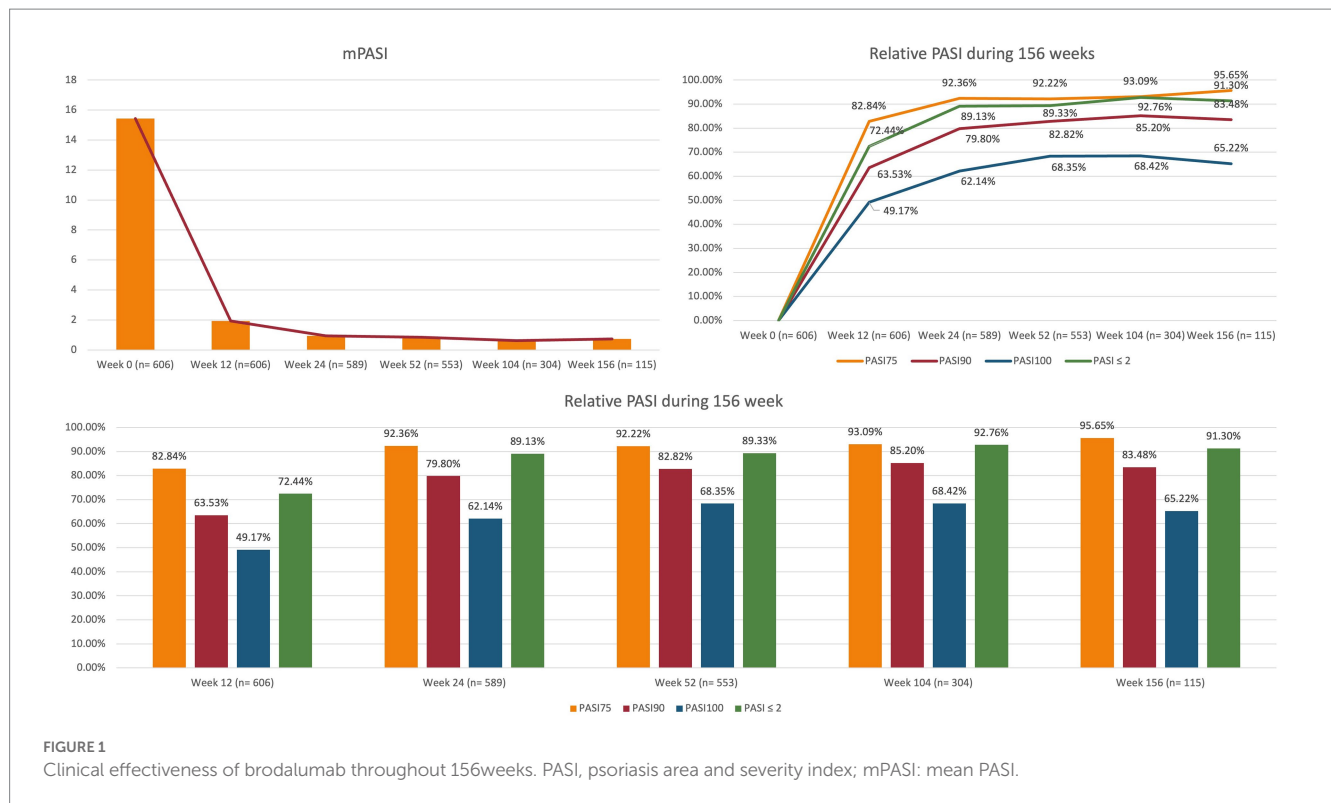 mPASI
18
16
14
12
10
8
6
4
2
0
Week 0 (n= 606) Week 12 (n=606) Week 24 (n= 589) Week 52 (n= 553) Week 104 (n= 304) Week 156 (n= 115)
Relative PASI during 156 weeks
100.00%
90.00%
80.00%
70.00%
60.00%
50.00%
40.00%
30.00%
20.00%
10.00%
0.00%
82.84% 92.36% 92.22% 93.09% 95.65%
72.44% 89.13% 89.33% 92.76% 91.30%
63.53% 79.80% 82.82% 85.20% 83.48%
49.17% 62.14% 68.35% 68.42% 65.22%
Week 0 (n= 606) Week 12 (n= 606) Week 24 (n= 589) Week 52 (n= 553) Week 104 (n= 304) Week 156 (n= 115)
PASI75 PASI90 PASI100 PASI ≤ 2
Relative PASI during 156 week
100.00%
90.00%
80.00%
70.00%
60.00%
50.00%
40.00%
30.00%
20.00%
10.00%
0.00%
82.84% 63.53% 49.17% 72.44%
92.36% 79.80% 62.14% 89.13%
92.22% 82.82% 68.35% 89.33%
93.09% 85.20% 68.42% 92.76%
95.65% 83.48% 65.22% 91.30%
Week 12 (n= 606) Week 24 (n= 589) Week 52 (n= 553) Week 104 (n= 304) Week 156 (n= 115)
PASI75 PASI90 PASI100 PASI ≤ 2
FIGURE 1
Clinical effectiveness of brodalumab throughout 156weeks. PASI, psoriasis area and severity index; mPASI: mean PASI.